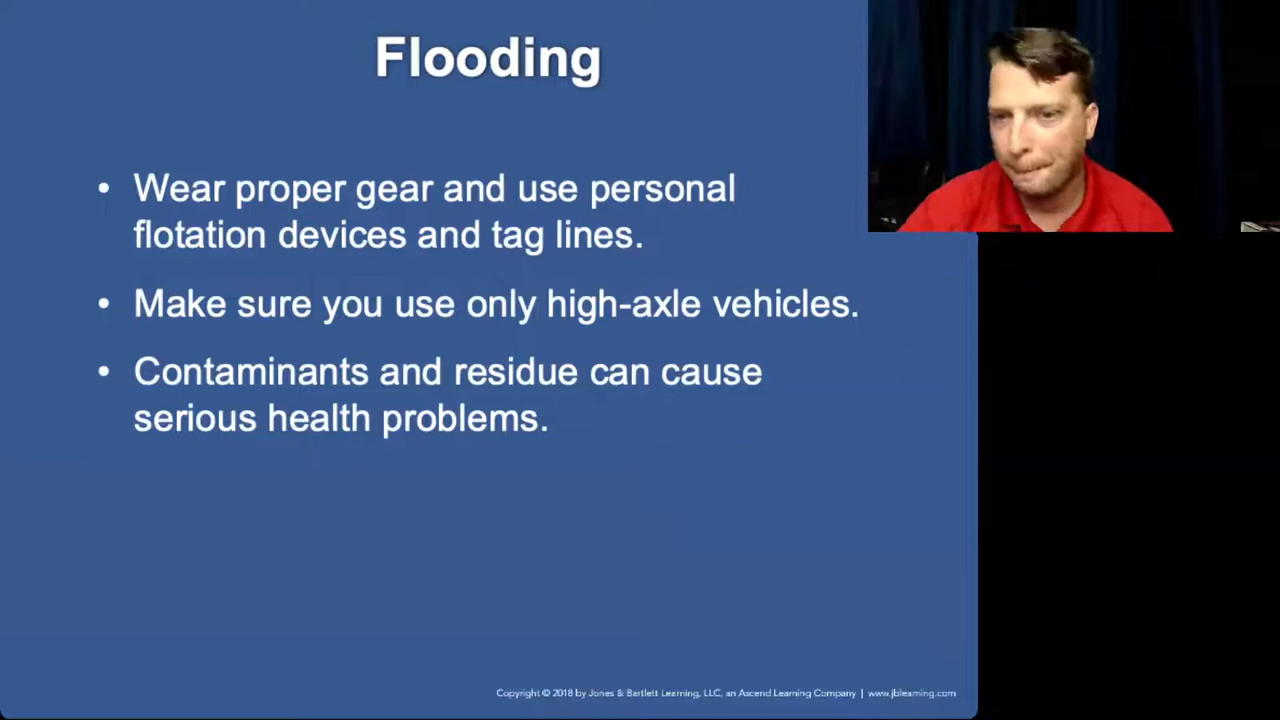 Flooding
• Wear proper gear and use personal
flotation devices and tag lines.
• Make sure you use only high-axle vehicles.
• Contaminants and residue can cause
serious health problems.
Copyright © 2018 by Jones & Bartlett Learning, LLC, an Ascend Learning Company | www.jblearning.com